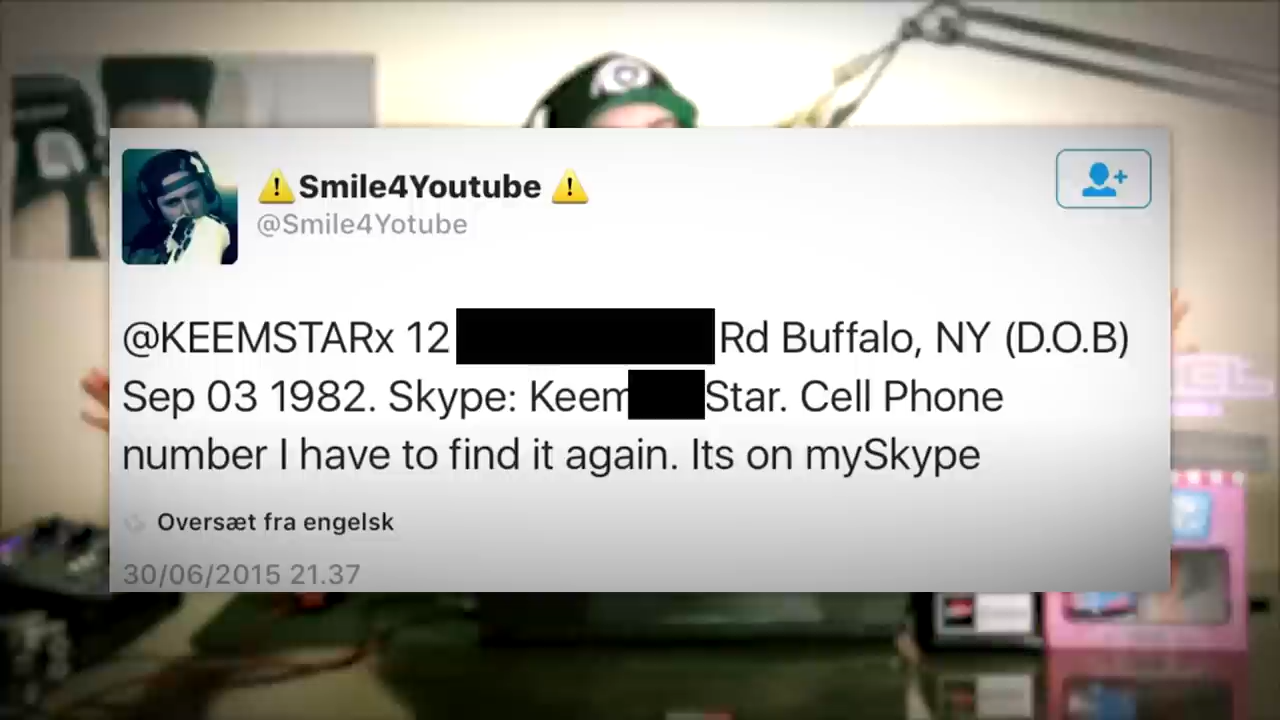 ⚠Smile4Youtube ⚠
@Smile4Yotube
@KEEMSTARx 12 Rd Buffalo, NY (D.O.B)
Sep 03 1982. Skype: Keem Star. Cell Phone
number I have to find it again. Its on mySkype
Oversæt fra engelsk
30/06/2015 21.37